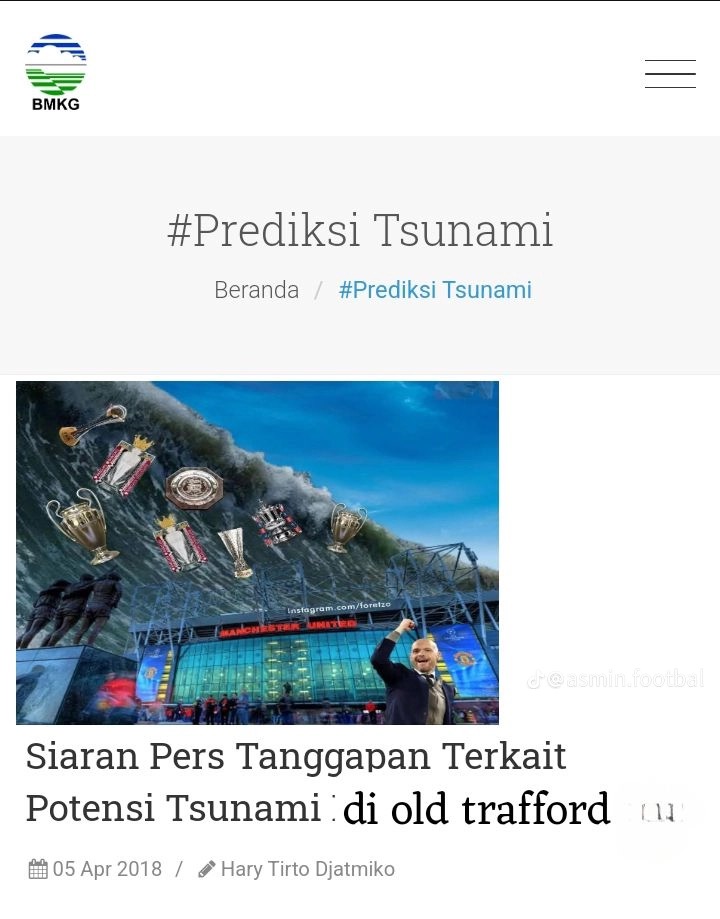 BMKG
#Prediksi Tsunami
Beranda / #Prediksi Tsunami
instagram.com/foretzo
MANCHESTER UNITED
@asmin.footbal
Siaran Pers Tanggapan Terkait
Potensi Tsunami di old trafford
05 Apr 2018 / Hary Tirto Djatmiko